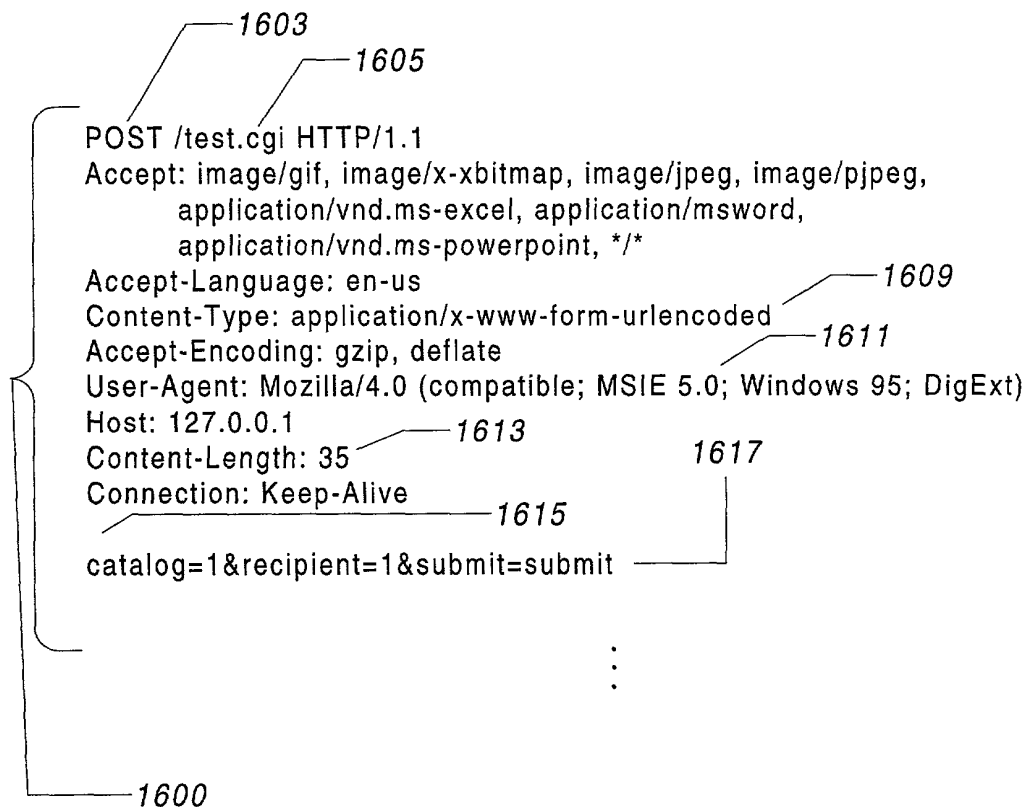 1603
1605
POST /test.cgi HTTP/1.1
Accept: image/gif, image/x-xbitmap, image/jpeg, image/pjpeg,
application/vnd.ms-excel, application/msword,
application/vnd.ms-powerpoint, */*
Accept-Language: en-us
1609
Content-Type: application/x-www-form-urlencoded
Accept-Encoding: gzip, deflate
1611
User-Agent: Mozilla/4.0 (compatible; MSIE 5.0; Windows 95; DigExt)
Host: 127.0.0.1
1613
Content-Length: 35
1617
Connection: Keep-Alive
1615
catalog=1&recipient=1&submit=submit
1600